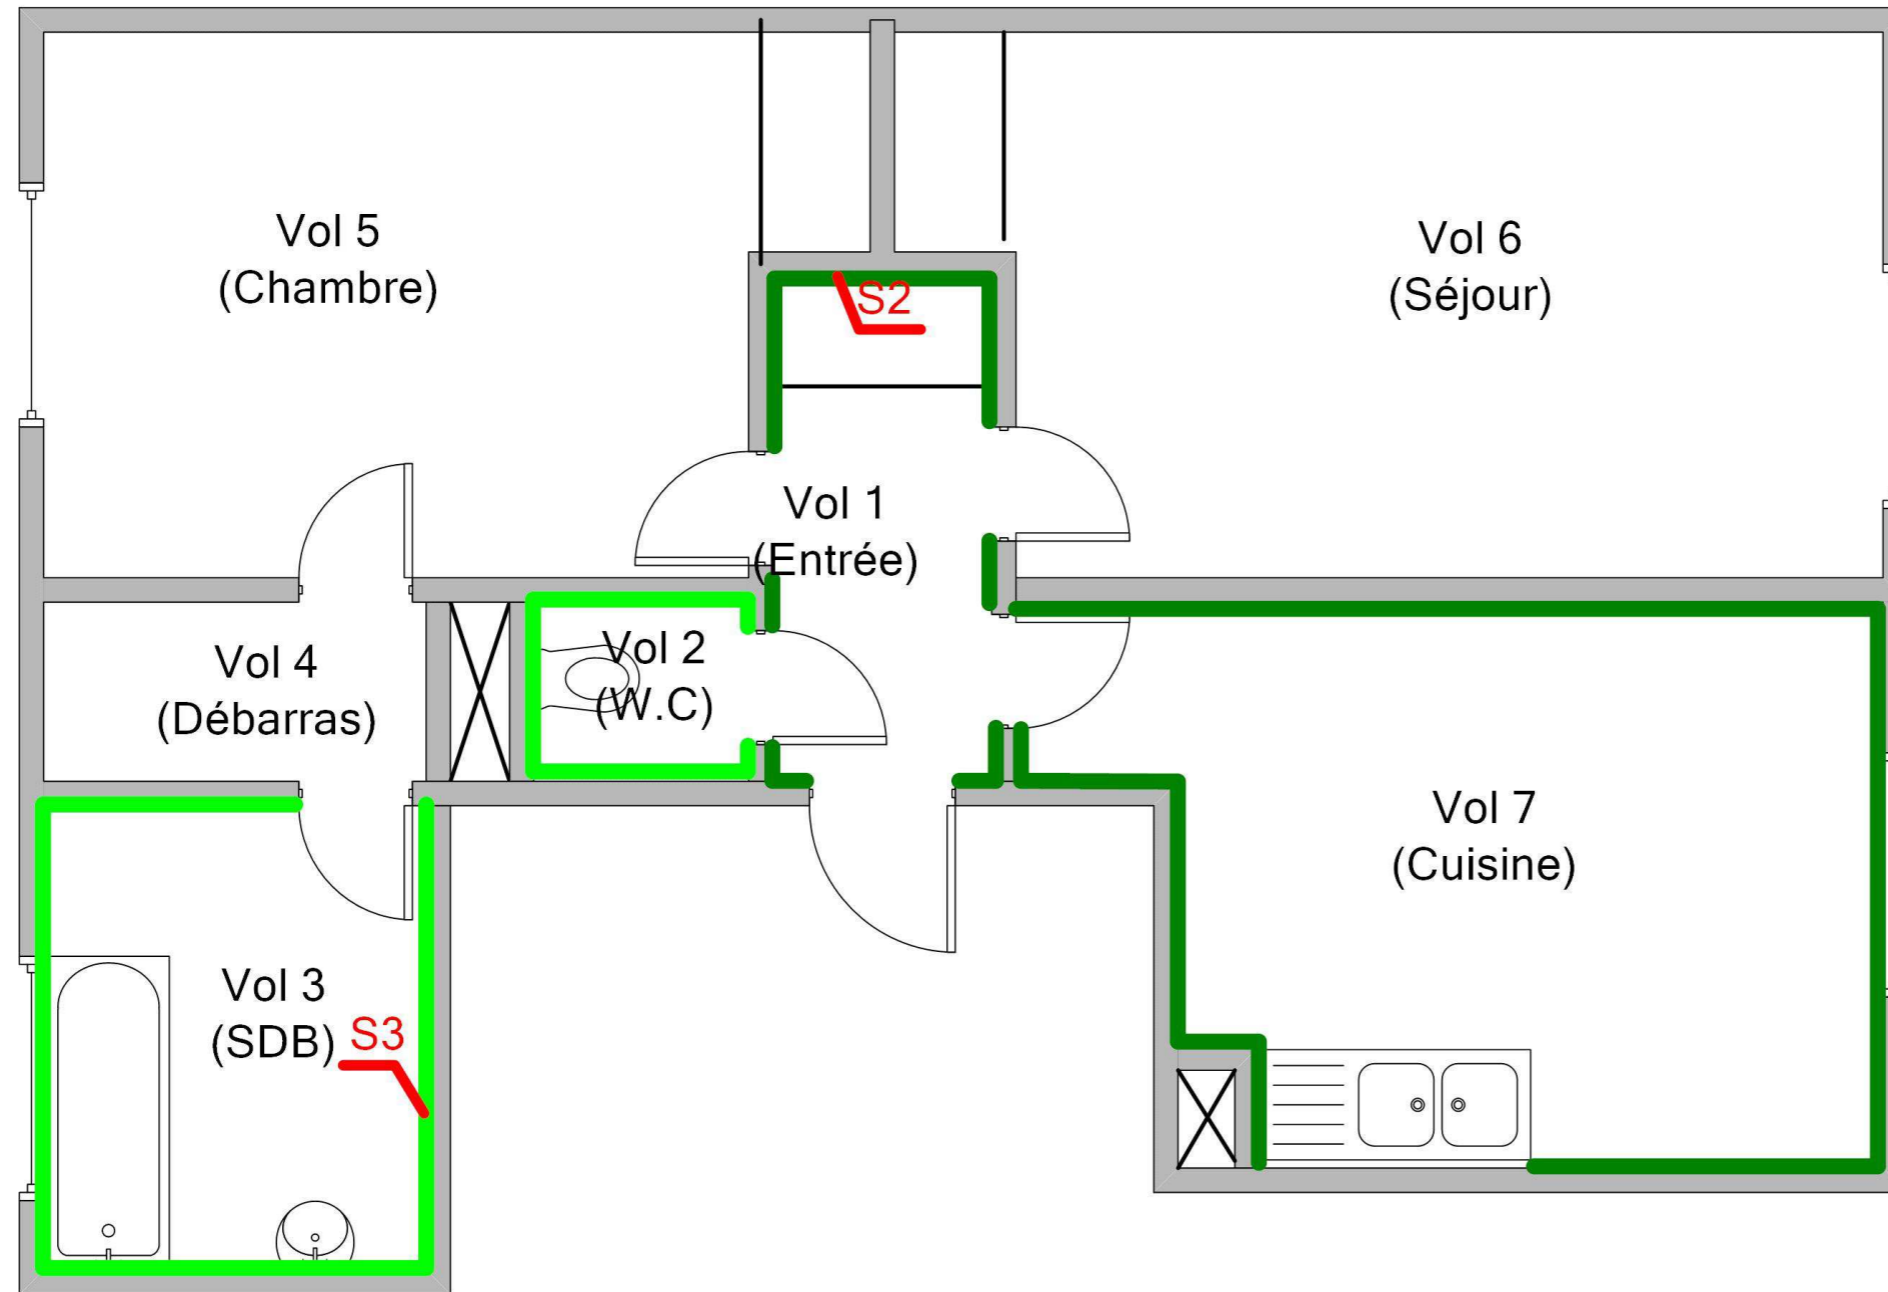 Vol 5
(Chambre)
Vol 6
(Séjour)
S2
Vol 1
(Entrée)
Vol 2
(W.C)
Vol 4
(Débarras)
Vol 7
(Cuisine)
Vol 3
(SDB)
S3